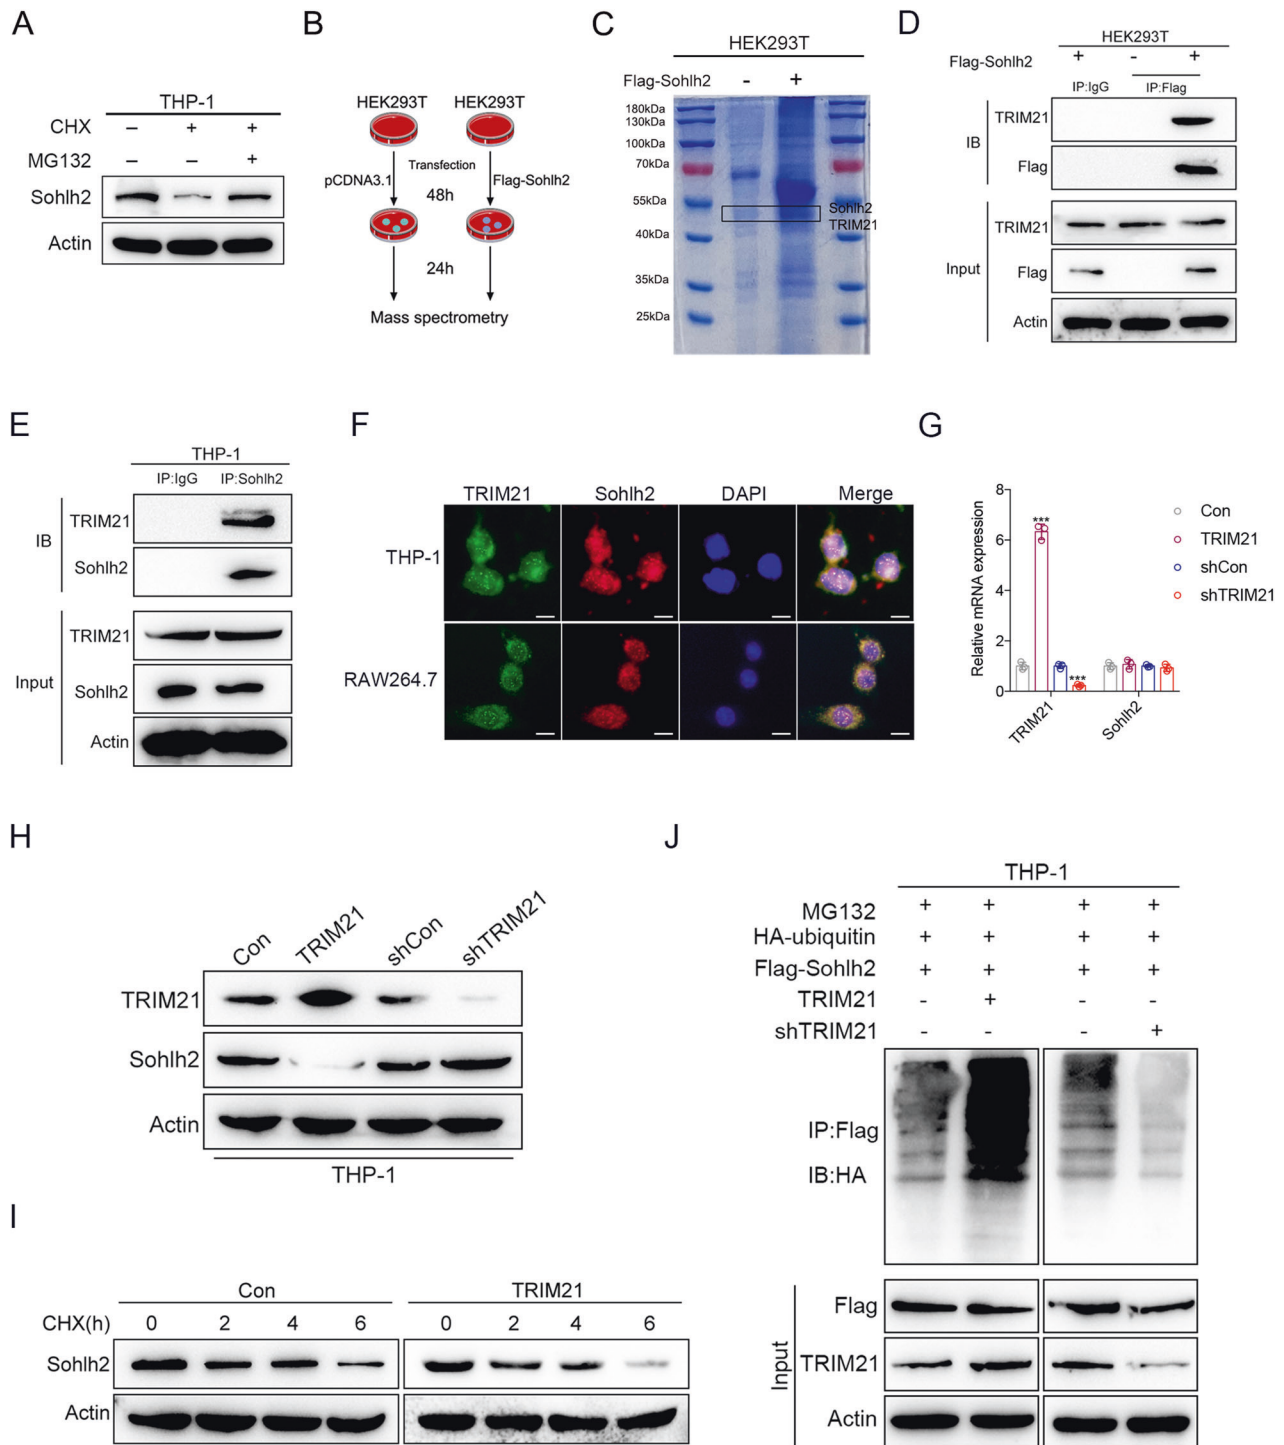 A
THP-1
CHX – + +
MG132 – – +
Sohlh2
Actin
B
HEK293T HEK293T
Transfection
pCDNA3.1 Flag-Sohlh2
48h
24h
Mass spectrometry
C
HEK293T
Flag-Sohlh2 - +
180kDa
130kDa
100kDa
70kDa
55kDa
40kDa
35kDa
25kDa
Sohlh2
TRIM21
D
HEK293T
Flag-Sohlh2 + - +
IP:IgG IP:Flag
IB
TRIM21
Flag
Input
TRIM21
Flag
Actin
E
THP-1
IP:IgG IP:Sohlh2
IB
TRIM21
Sohlh2
Input
TRIM21
Sohlh2
Actin
F
TRIM21 Sohlh2 DAPI Merge
THP-1
RAW264.7
G
Relative mRNA expression
8
6
4
2
0
***
***
TRIM21
Sohlh2
Con
TRIM21
shCon
shTRIM21
H
Con TRIM21 shCon shTRIM21
TRIM21
Sohlh2
Actin
THP-1
I
Con TRIM21
CHX(h) 0 2 4 6 0 2 4 6
Sohlh2
Actin
J
THP-1
MG132 + + + +
HA-ubiquitin + + + +
Flag-Sohlh2 + + + +
TRIM21 - + - -
shTRIM21 - - - +
IP:Flag
IB:HA
Input
Flag
TRIM21
Actin